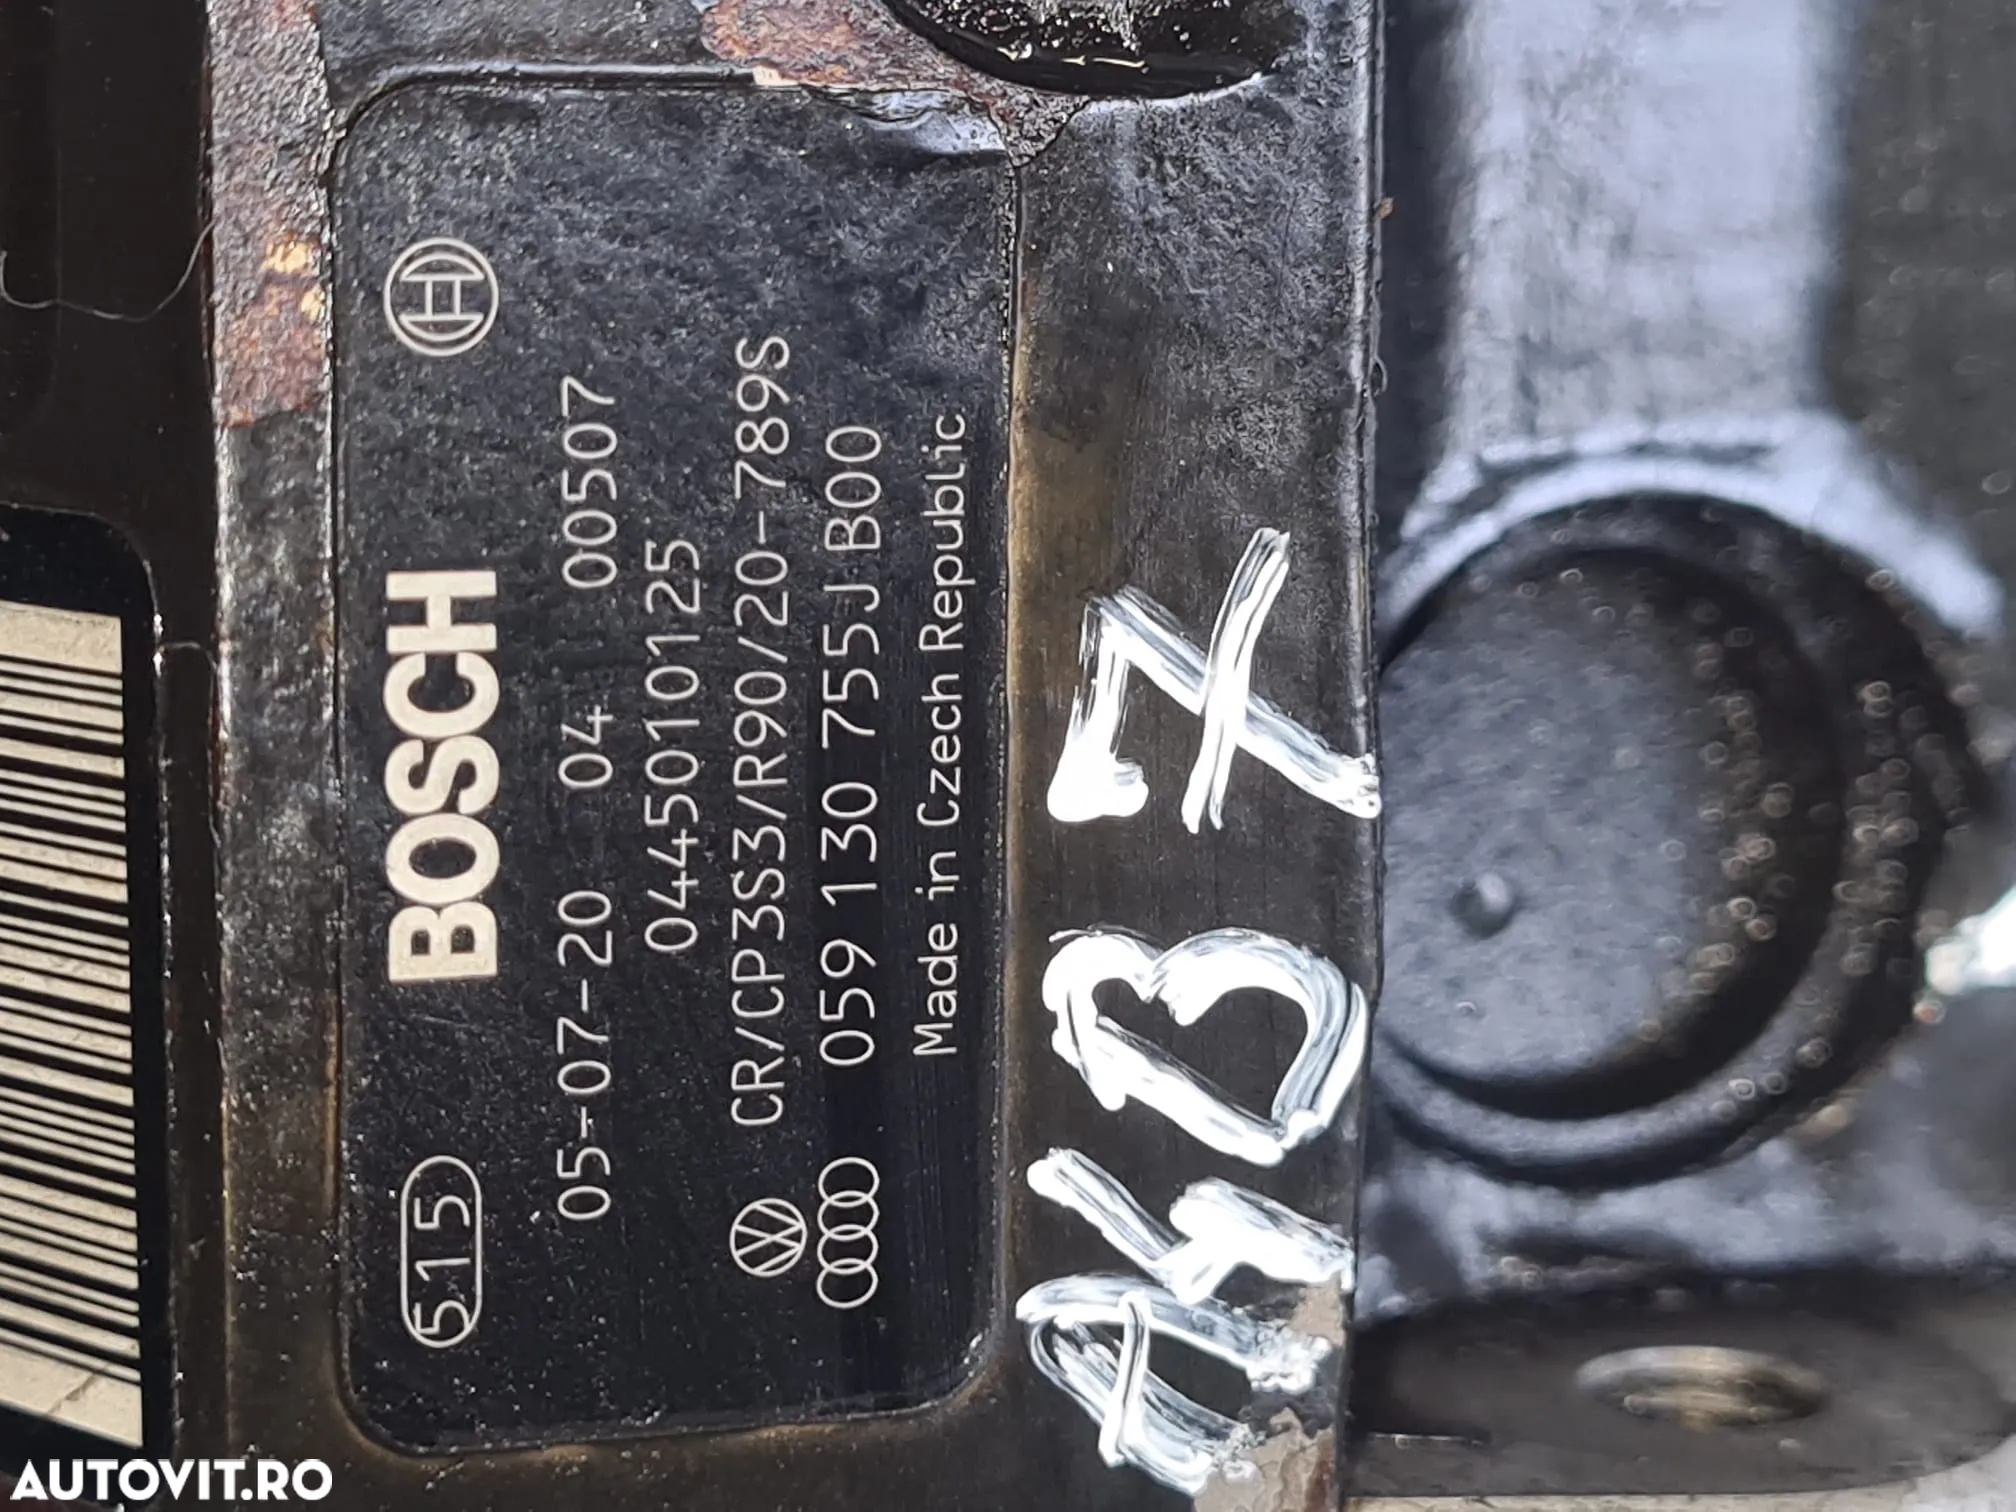 515 BOSCH
05-07-20 04 00507
0445010125
CR/CP3S3/R90/20-789S
059 130 755J B00
Made in Czech Republic
AUTOVIT.RO